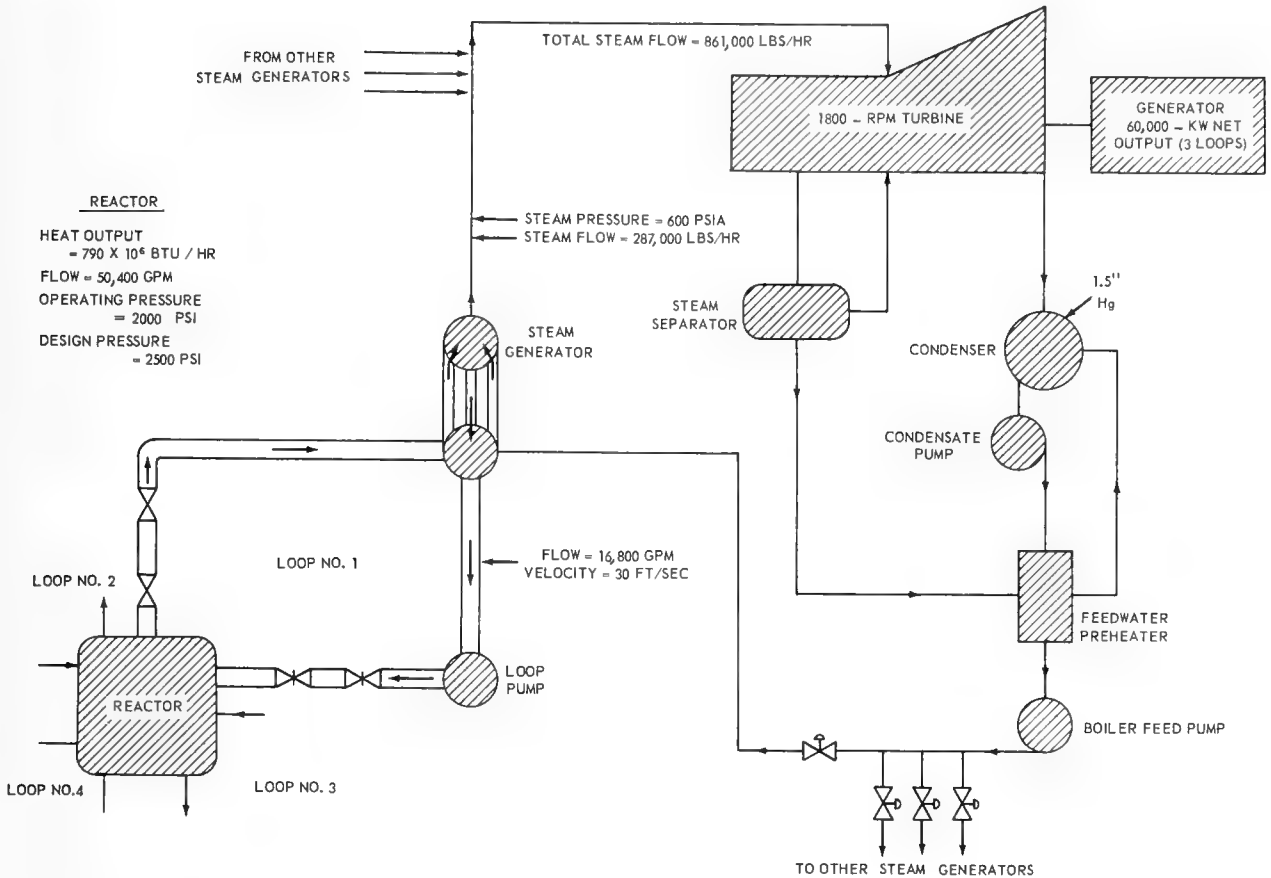 TOTAL STEAM FLOW = 861,000 LBS/HR
FROM OTHER
STEAM GENERATORS
1800 - RPM TURBINE
GENERATOR
60,000 - KW NET
OUTPUT (3 LOOPS)
REACTOR
HEAT OUTPUT
= 790 X 10⁶ BTU / HR
FLOW = 50,400 GPM
OPERATING PRESSURE
= 2000 PSI
DESIGN PRESSURE
= 2500 PSI
STEAM PRESSURE = 600 PSIA
STEAM FLOW = 287,000 LBS/HR
STEAM
SEPARATOR
1.5"
Hg
STEAM
GENERATOR
CONDENSER
CONDENSATE
PUMP
LOOP NO. 1
FLOW = 16,800 GPM
VELOCITY = 30 FT/SEC
LOOP NO. 2
FEEDWATER
PREHEATER
LOOP
PUMP
REACTOR
BOILER FEED PUMP
LOOP NO.4
LOOP NO. 3
TO OTHER STEAM GENERATORS